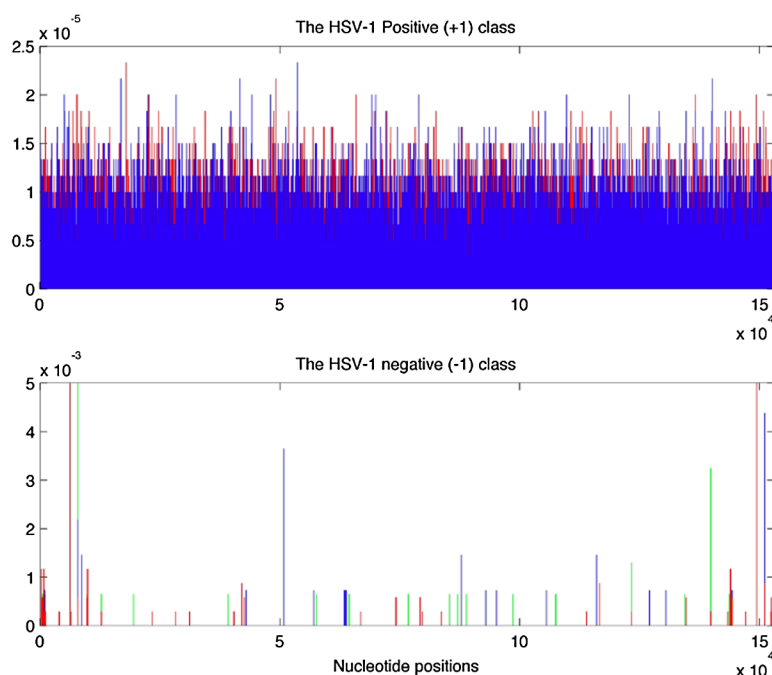 The HSV-1 Positive (+1) class
x 10^-5
2.5
2
1.5
1
0.5
0
0 5 10 15
x 10^4
The HSV-1 negative (-1) class
x 10^-3
5
4
3
2
1
0
0 5 10 15
Nucleotide positions
x 10^4